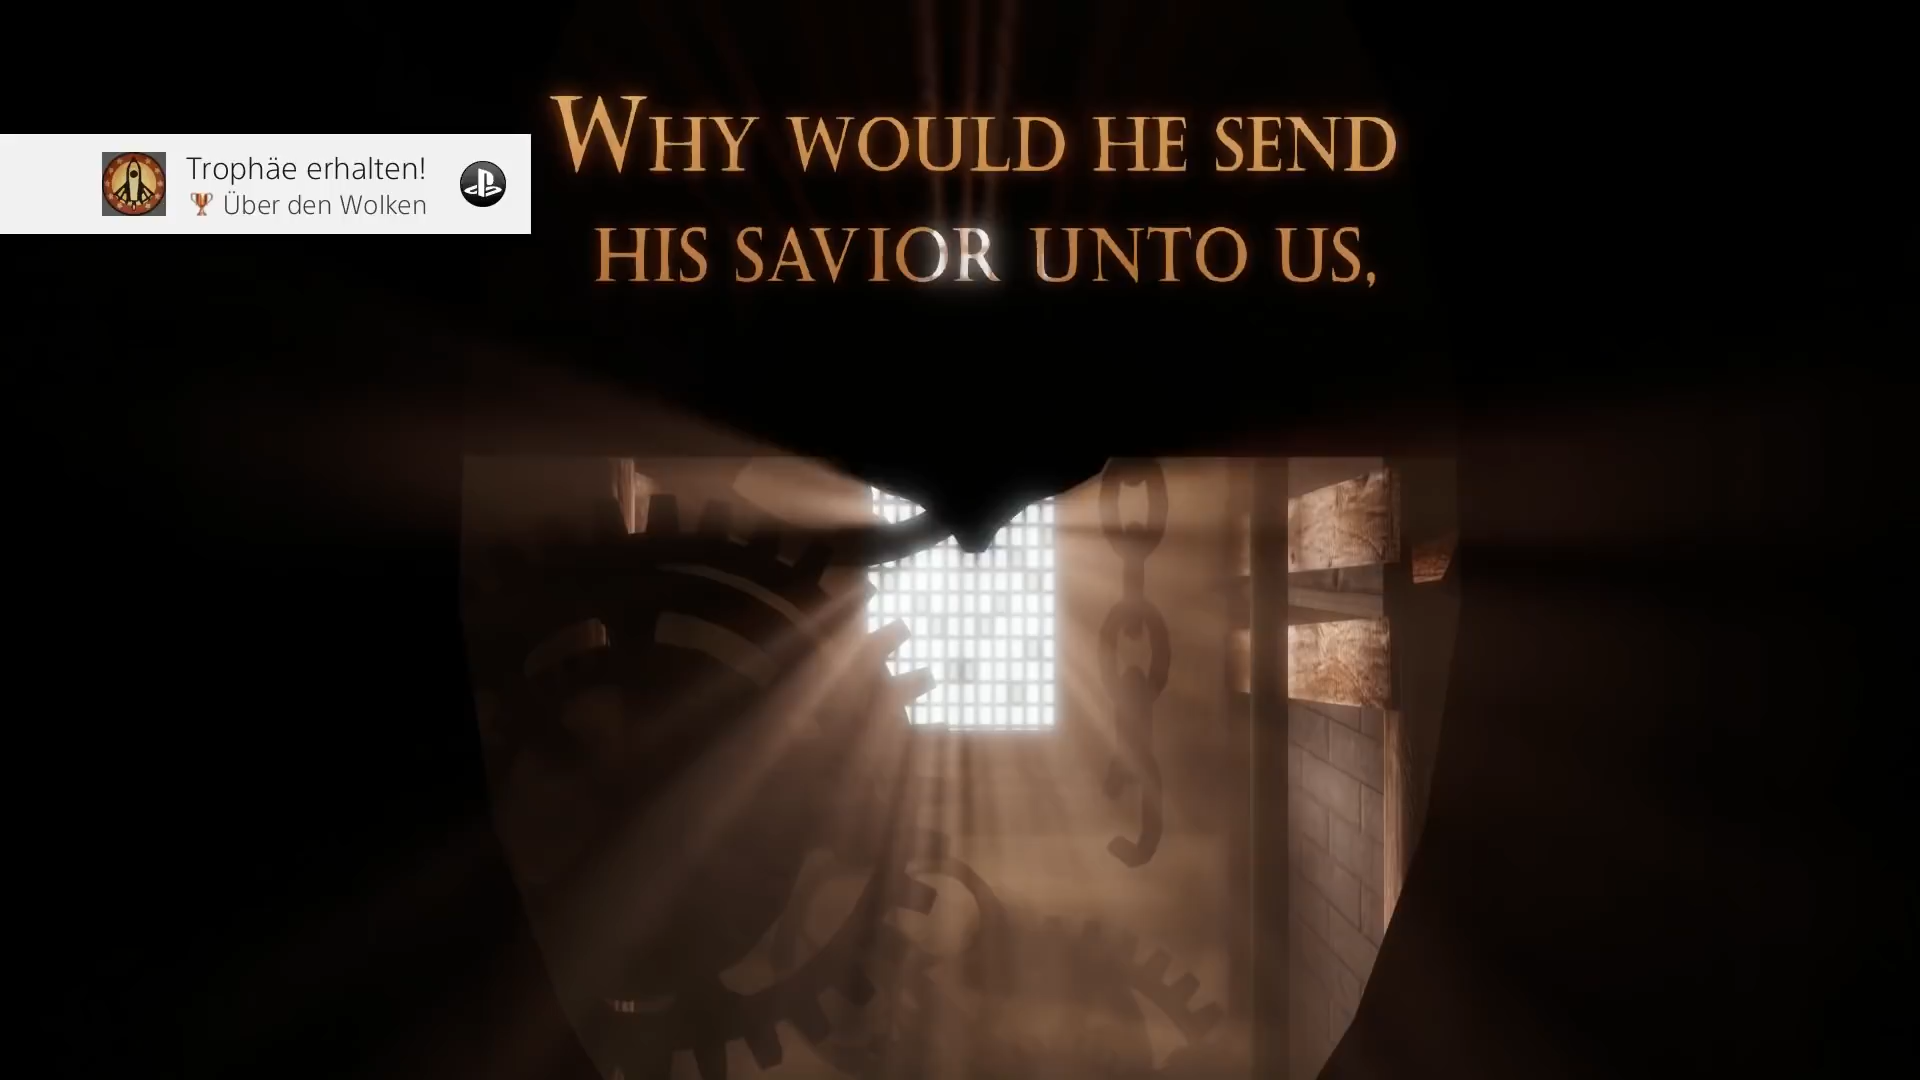 Trophäe erhalten!
Über den Wolken
WHY WOULD HE SEND
HIS SAVIOR UNTO US,